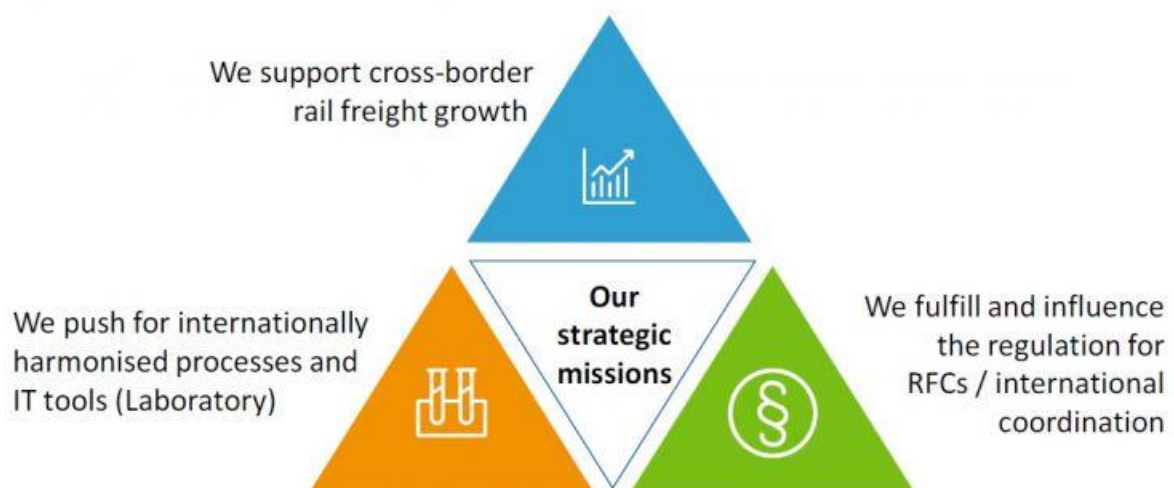 We support cross-border
rail freight growth
Our
strategic
missions
We push for internationally
harmonised processes and
IT tools (Laboratory)
We fulfill and influence
the regulation for
RFCs / international
coordination
§